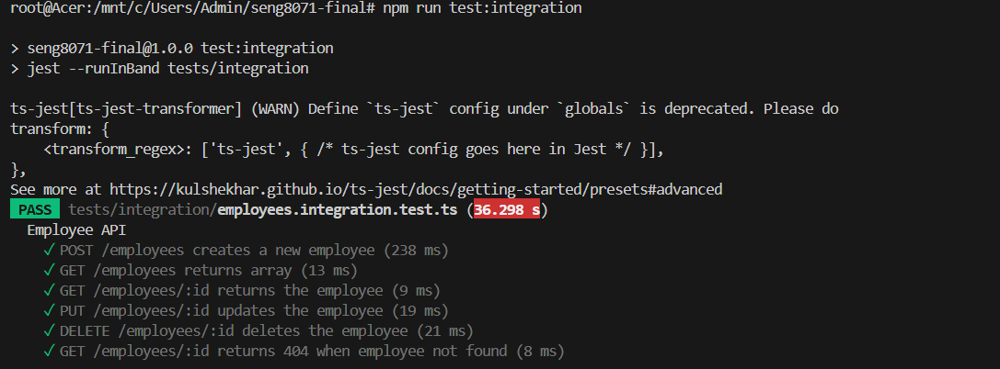 root@Acer:/mnt/c/Users/Admin/seng8071-final# npm run test:integration
> seng8071-final@1.0.0 test:integration
> jest --runInBand tests/integration
ts-jest[ts-jest-transformer] (WARN) Define `ts-jest` config under `globals` is deprecated. Please do
transform: {
    <transform_regex>: ['ts-jest', { /* ts-jest config goes here in Jest */ }],
},
See more at https://kulshekhar.github.io/ts-jest/docs/getting-started/presets#advanced
PASS tests/integration/employees.integration.test.ts (36.298 s)
  Employee API
    ✓ POST /employees creates a new employee (238 ms)
    ✓ GET /employees returns array (13 ms)
    ✓ GET /employees/:id returns the employee (9 ms)
    ✓ PUT /employees/:id updates the employee (19 ms)
    ✓ DELETE /employees/:id deletes the employee (21 ms)
    ✓ GET /employees/:id returns 404 when employee not found (8 ms)